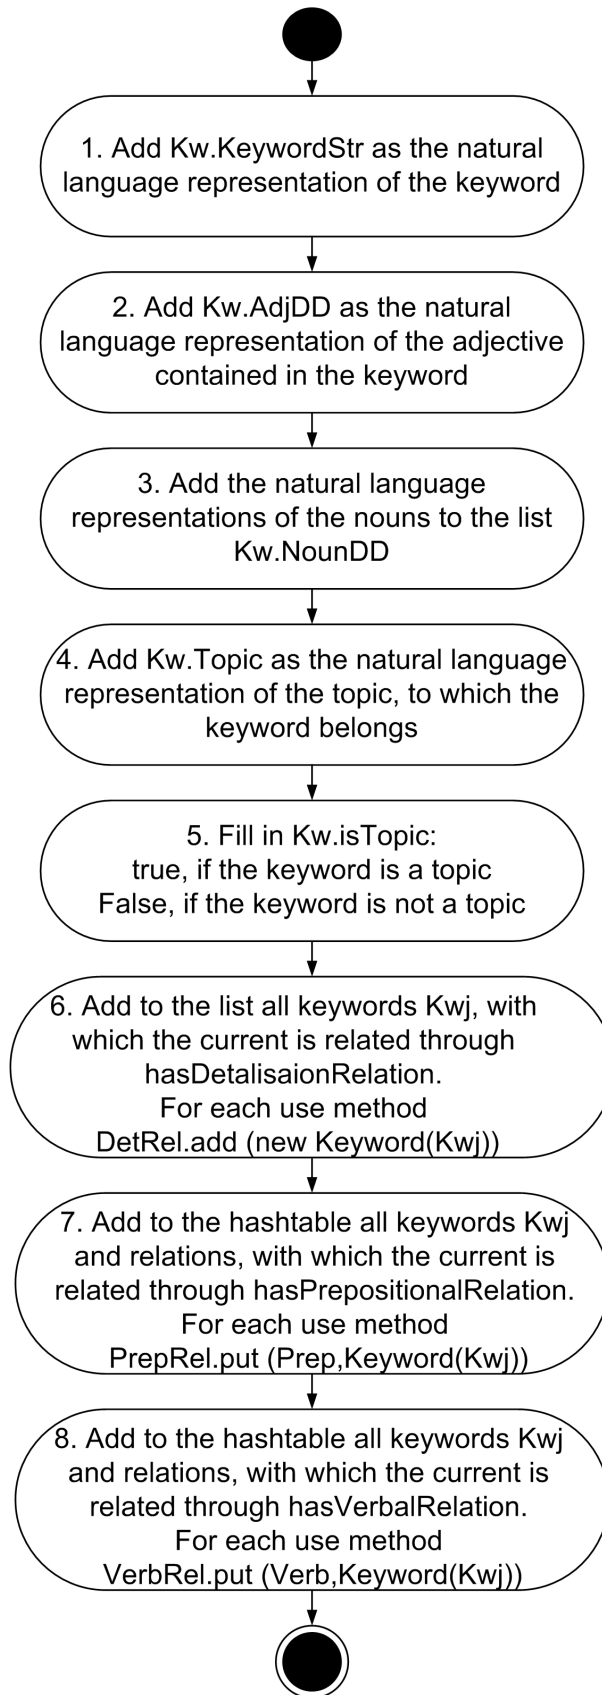 1. Add Kw.KeywordStr as the natural
language representation of the keyword
2. Add Kw.AdjDD as the natural
language representation of the adjective
contained in the keyword
3. Add the natural language
representations of the nouns to the list
Kw.NounDD
4. Add Kw.Topic as the natural language
representation of the topic, to which the
keyword belongs
5. Fill in Kw.isTopic:
true, if the keyword is a topic
False, if the keyword is not a topic
6. Add to the list all keywords Kwj, with
which the current is related through
hasDetalisaionRelation.
For each use method
DetRel.add (new Keyword(Kwj))
7. Add to the hashtable all keywords Kwj
and relations, with which the current is
related through hasPrepositionalRelation.
For each use method
PrepRel.put (Prep,Keyword(Kwj))
8. Add to the hashtable all keywords Kwj
and relations, with which the current is
related through hasVerbalRelation.
For each use method
VerbRel.put (Verb,Keyword(Kwj))